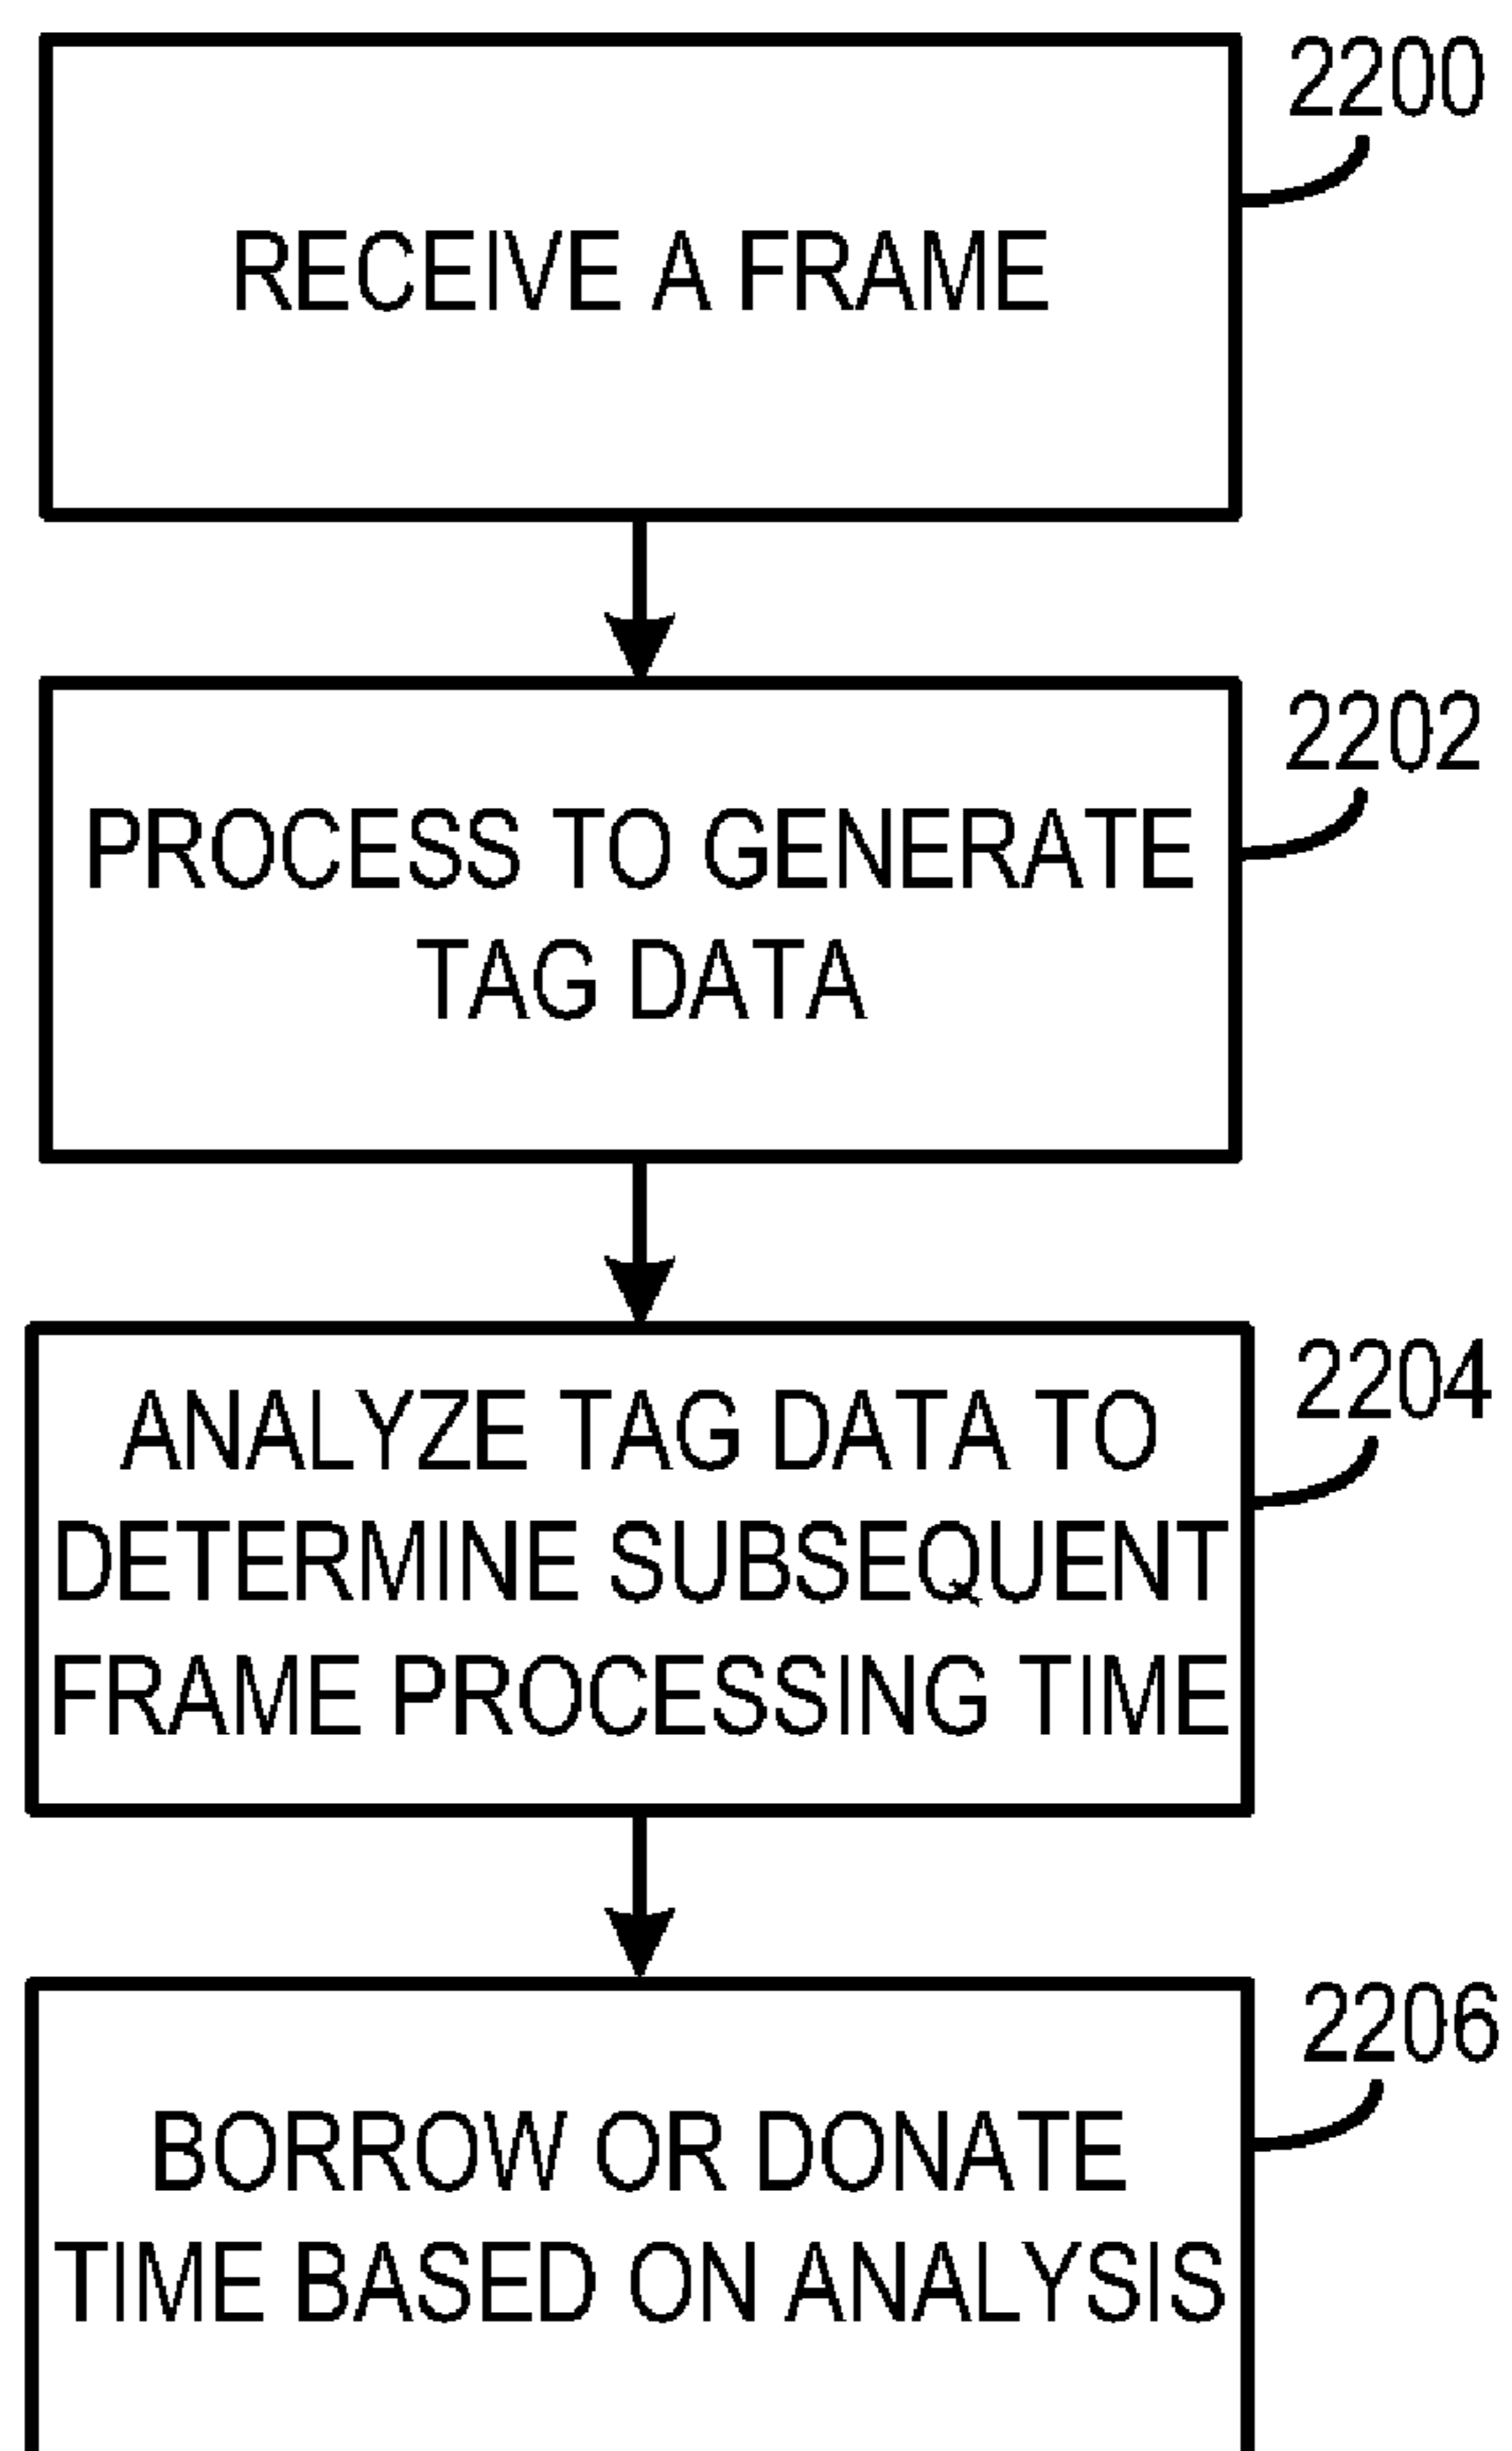 2200
RECEIVE A FRAME
2202
PROCESS TO GENERATE
TAG DATA
2204
ANALYZE TAG DATA TO
DETERMINE SUBSEQUENT
FRAME PROCESSING TIME
2206
BORROW OR DONATE
TIME BASED ON ANALYSIS